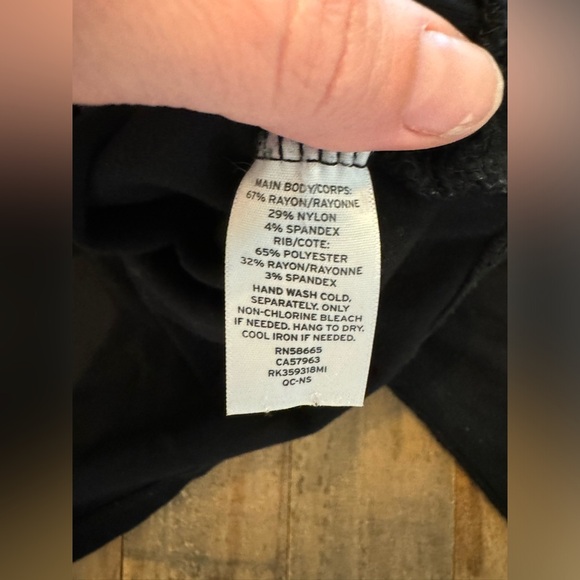 MAIN BODY/CORPS:
67% RAYON/RAYONNE
29% NYLON
4% SPANDEX
RIB/COTE:
65% POLYESTER
32% RAYON/RAYONNE
3% SPANDEX
HAND WASH COLD,
SEPARATELY. ONLY
NON-CHLORINE BLEACH
IF NEEDED. HANG TO DRY.
COOL IRON IF NEEDED.
RN58665
CA57963
RK359318MI
QC-NS